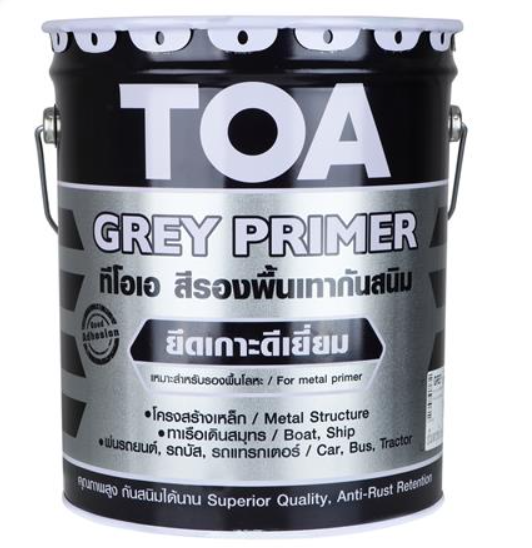 TOA
GREY PRIMER
ทีโอเอ สีรองพื้นเทากันสนิม
Good
Adhesion
ยึดเกาะดีเยี่ยม
เหมาะสำหรับรองพื้นโลหะ / For metal primer
•โครงสร้างเหล็ก / Metal Structure
•ทาเรือเดินสมุทร / Boat, Ship
•พ่นรถยนต์, รถบัส, รถแทรกเตอร์ / Car, Bus, Tractor
คุณภาพสูง กันสนิมได้นาน Superior Quality, Anti-Rust Retention